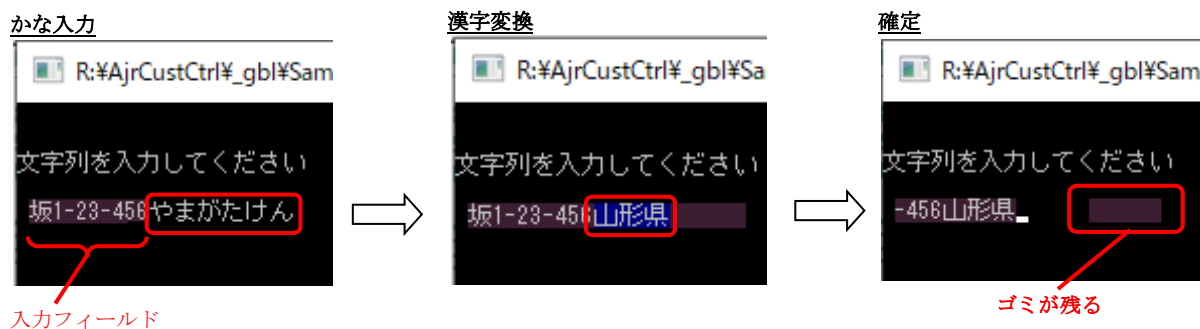 かな入力
R:¥AjrCustCtrl¥_gbl¥Sam
文字列を入力してください
坂1-23-456やまがたけん
入力フィールド
漢字変換
R:¥AjrCustCtrl¥_gbl¥Sa
文字列を入力してください
坂1-23-456山形県
確定
R:¥AjrCustCtrl¥_gbl¥Sam
文字列を入力してください
-456山形県
ゴミが残る